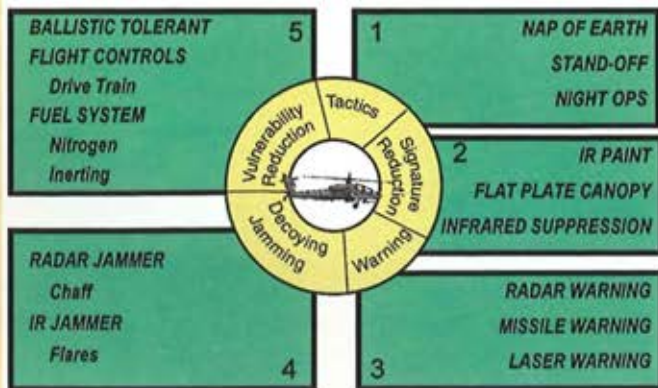 BALLISTIC TOLERANT
5
FLIGHT CONTROLS
Drive Train
FUEL SYSTEM
Nitrogen
Inerting
1
NAP OF EARTH
STAND-OFF
NIGHT OPS
2
IR PAINT
FLAT PLATE CANOPY
INFRARED SUPPRESSION
RADAR WARNING
MISSILE WARNING
LASER WARNING
3
RADAR JAMMER
Chaff
IR JAMMER
Flares
4
Tactics
Signature
Reduction
Warning
Decoying
Jamming
Vulnerability
Reduction